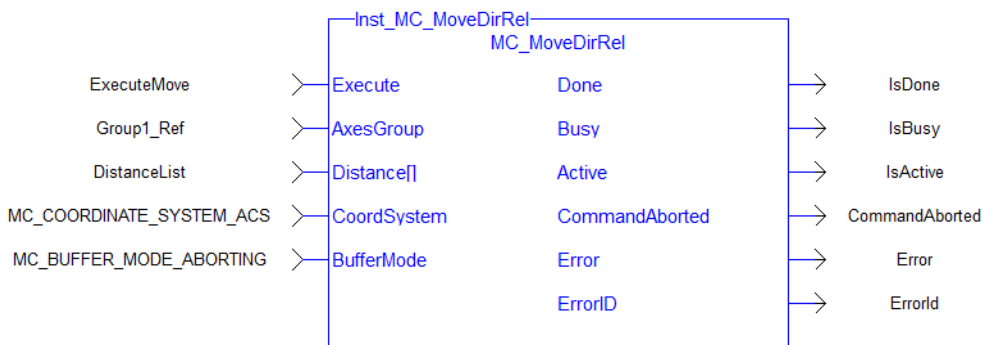 Inst_MC_MoveDirRel
MC_MoveDirRel
ExecuteMove Execute Done IsDone
Group1_Ref AxesGroup Busy IsBusy
DistanceList Distance[] Active IsActive
MC_COORDINATE_SYSTEM_ACS CoordSystem CommandAborted CommandAborted
MC_BUFFER_MODE_ABORTING BufferMode Error Error
ErrorID ErrorId